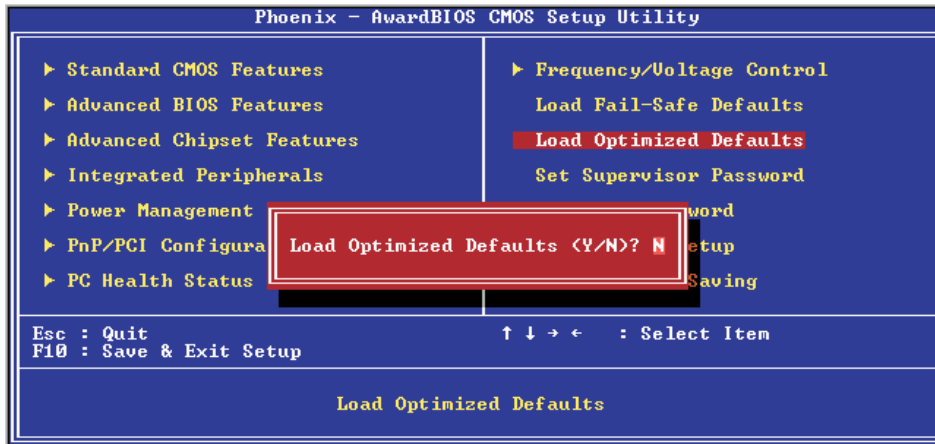 Phoenix – AwardBIOS CMOS Setup Utility
Standard CMOS Features
Advanced BIOS Features
Advanced Chipset Features
Integrated Peripherals
Power Management
PnP/PCI Configura
PC Health Status
Frequency/Voltage Control
Load Fail-Safe Defaults
Load Optimized Defaults
Set Supervisor Password
word
etup
Saving
Load Optimized Defaults (Y/N)? N
Esc : Quit
F10 : Save & Exit Setup
↑ ↓ → ← : Select Item
Load Optimized Defaults